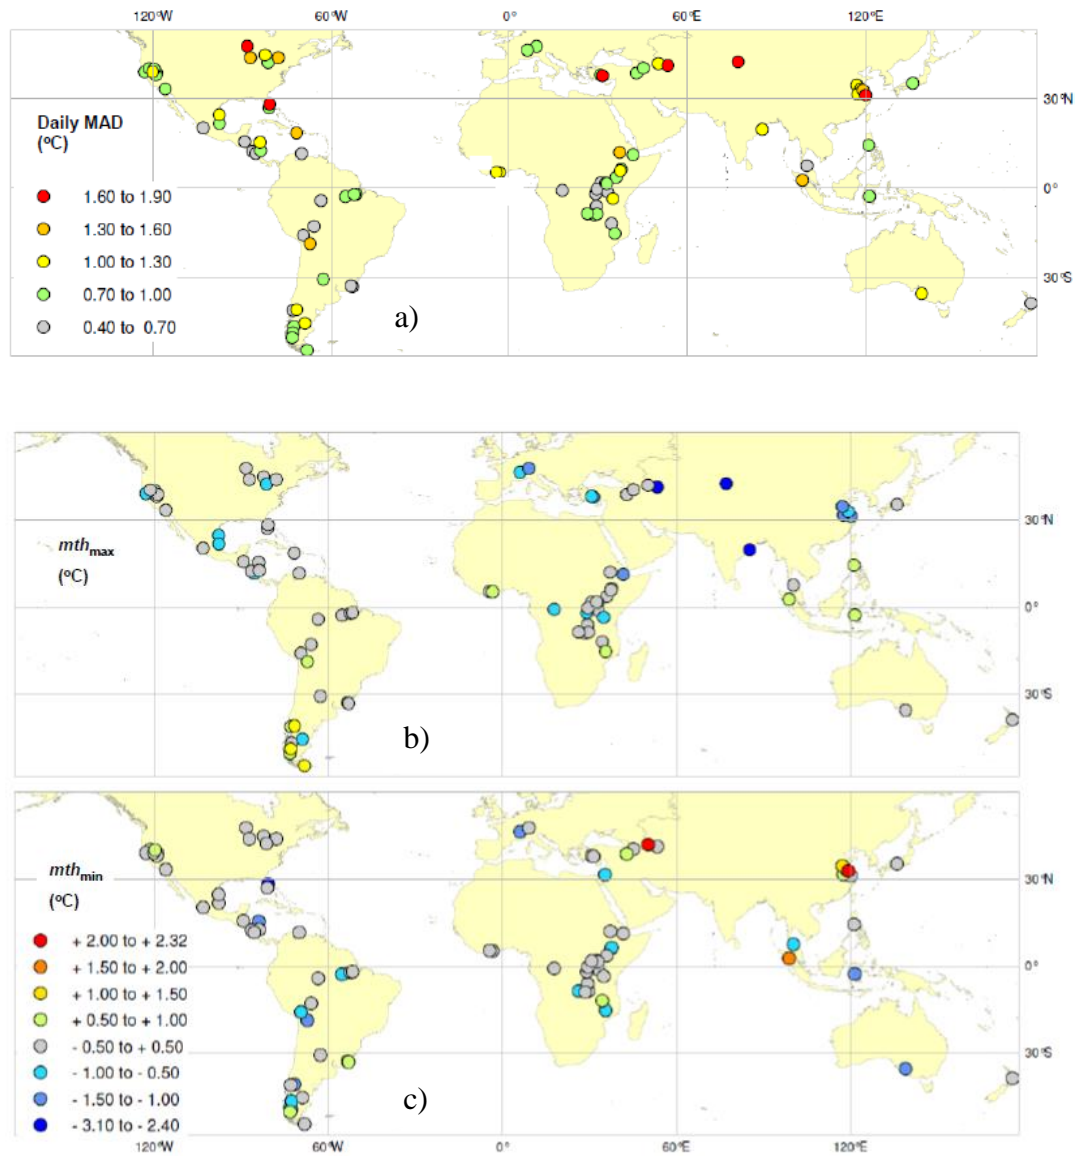 120°W 60°W 0° 60°E 120°E
30°N
Daily MAD
(ºC)
1.60 to 1.90
0°
1.30 to 1.60
1.00 to 1.30
0.70 to 1.00
30°S
0.40 to 0.70
a)
30°N
mthmax
(ºC)
0°
30°S
b)
mthmin
30°N
(ºC)
+ 2.00 to + 2.32
+ 1.50 to + 2.00
0°
+ 1.00 to + 1.50
+ 0.50 to + 1.00
- 0.50 to + 0.50
30°S
- 1.00 to - 0.50
- 1.50 to - 1.00
c)
- 3.10 to - 2.40
120°W 60°W 0° 60°E 120°E